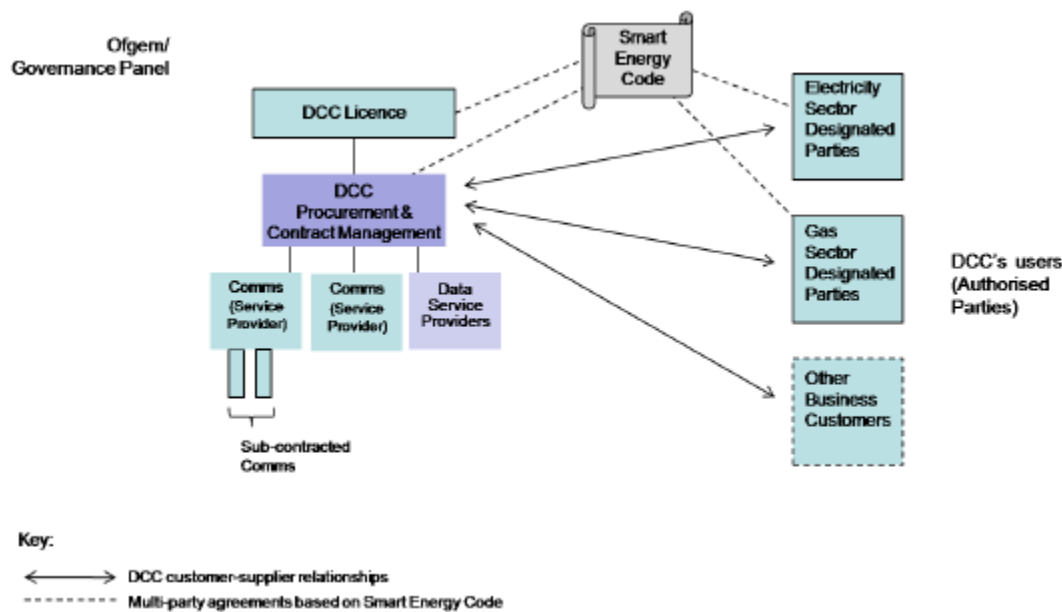 Ofgem/
Governance Panel
Smart
Energy
Code
DCC Licence
DCC
Procurement &
Contract Management
Comms
(Service
Provider)
Comms
(Service
Provider)
Data
Service
Providers
Sub-contracted
Comms
Electricity
Sector
Designated
Parties
Gas
Sector
Designated
Parties
Other
Business
Customers
DCC's users
(Authorised
Parties)
Key:
DCC customer-supplier relationships
Multi-party agreements based on Smart Energy Code